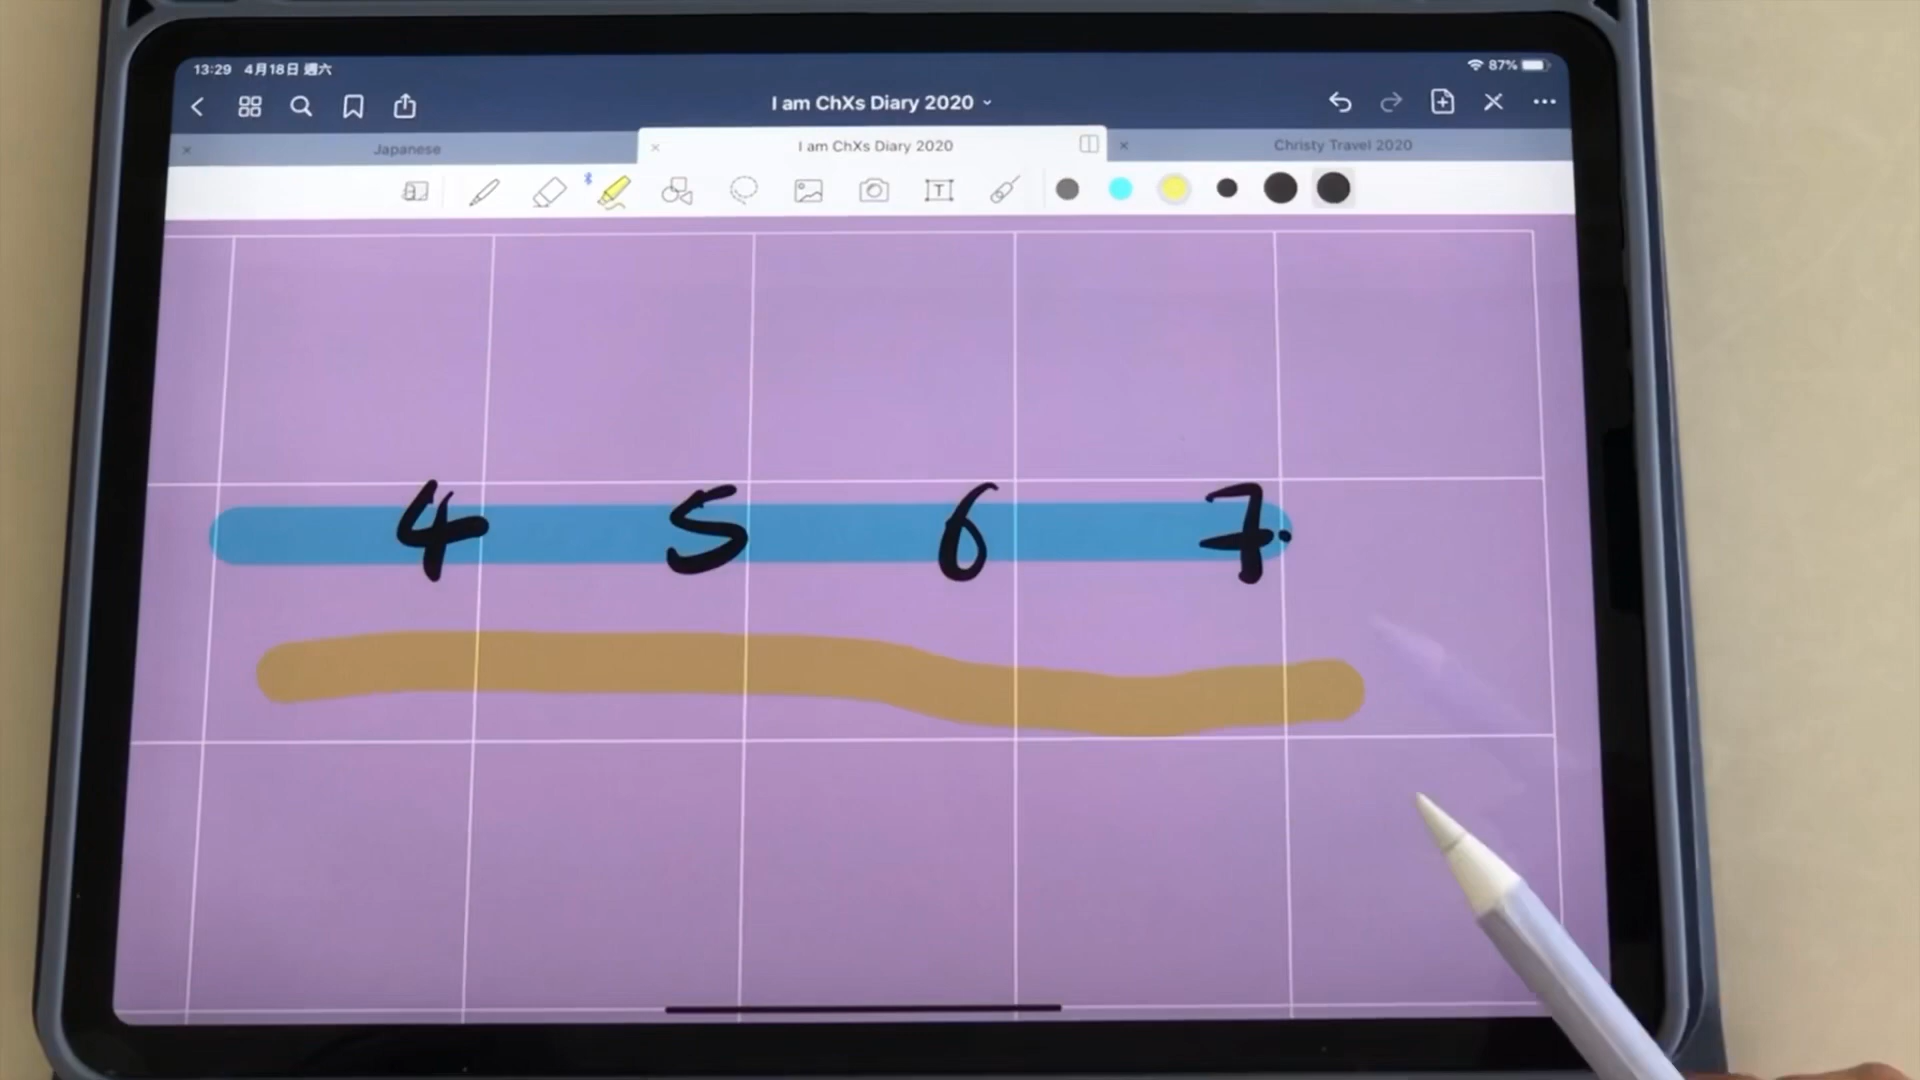 13:29 4月18日 週六
87%
I am ChXs Diary 2020
Japanese
I am ChXs Diary 2020
Christy Travel 2020
T
4 5 6 7